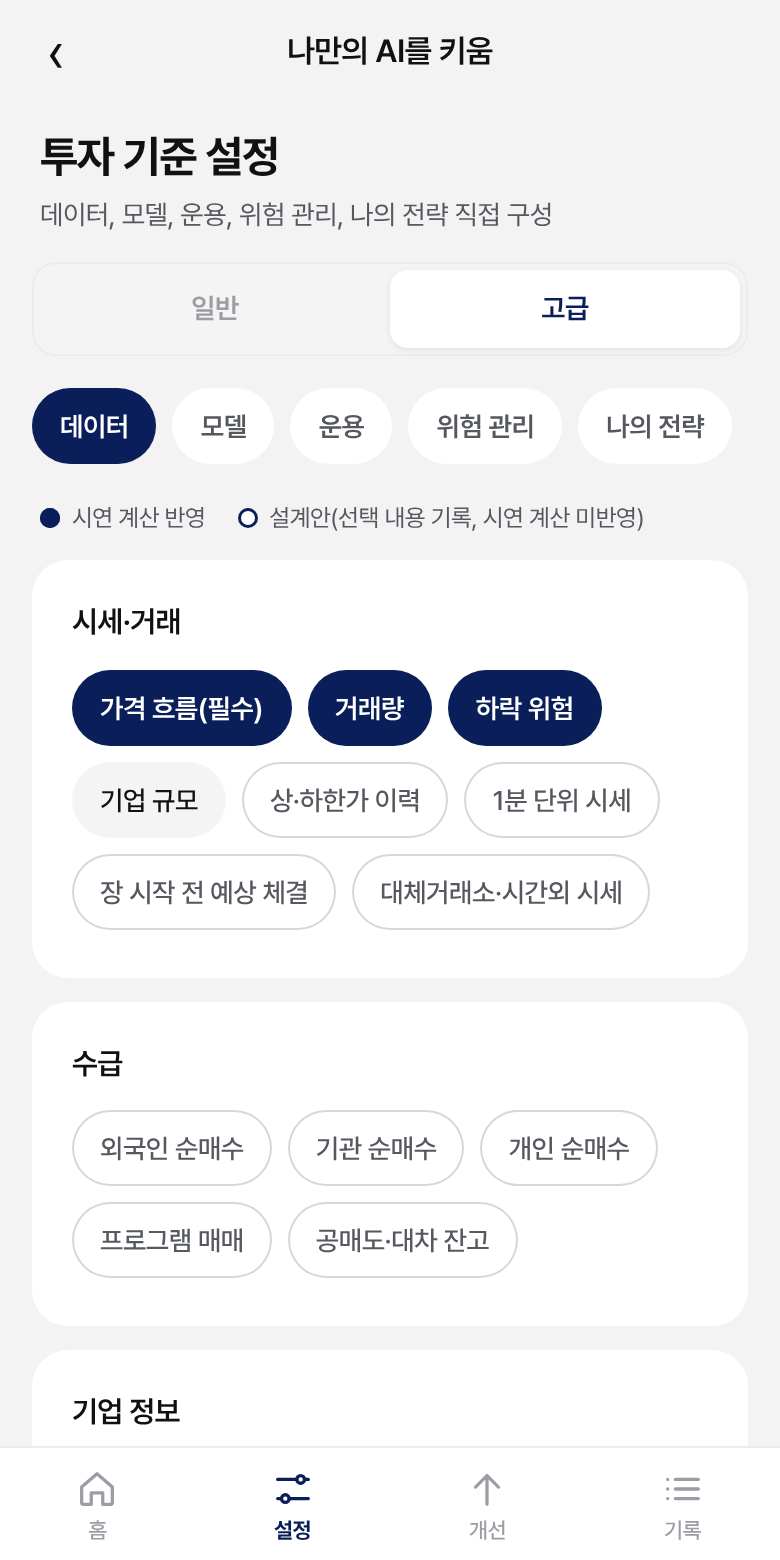 나만의 AI를 키움
투자 기준 설정
데이터, 모델, 운용, 위험 관리, 나의 전략 직접 구성
일반 고급
데이터 모델 운용 위험 관리 나의 전략
시연 계산 반영 설계안(선택 내용 기록, 시연 계산 미반영)
시세·거래
가격 흐름(필수) 거래량 하락 위험
기업 규모 상·하한가 이력 1분 단위 시세
장 시작 전 예상 체결 대체거래소·시간외 시세
수급
외국인 순매수 기관 순매수 개인 순매수
프로그램 매매 공매도·대차 잔고
기업 정보
홈 설정 개선 기록